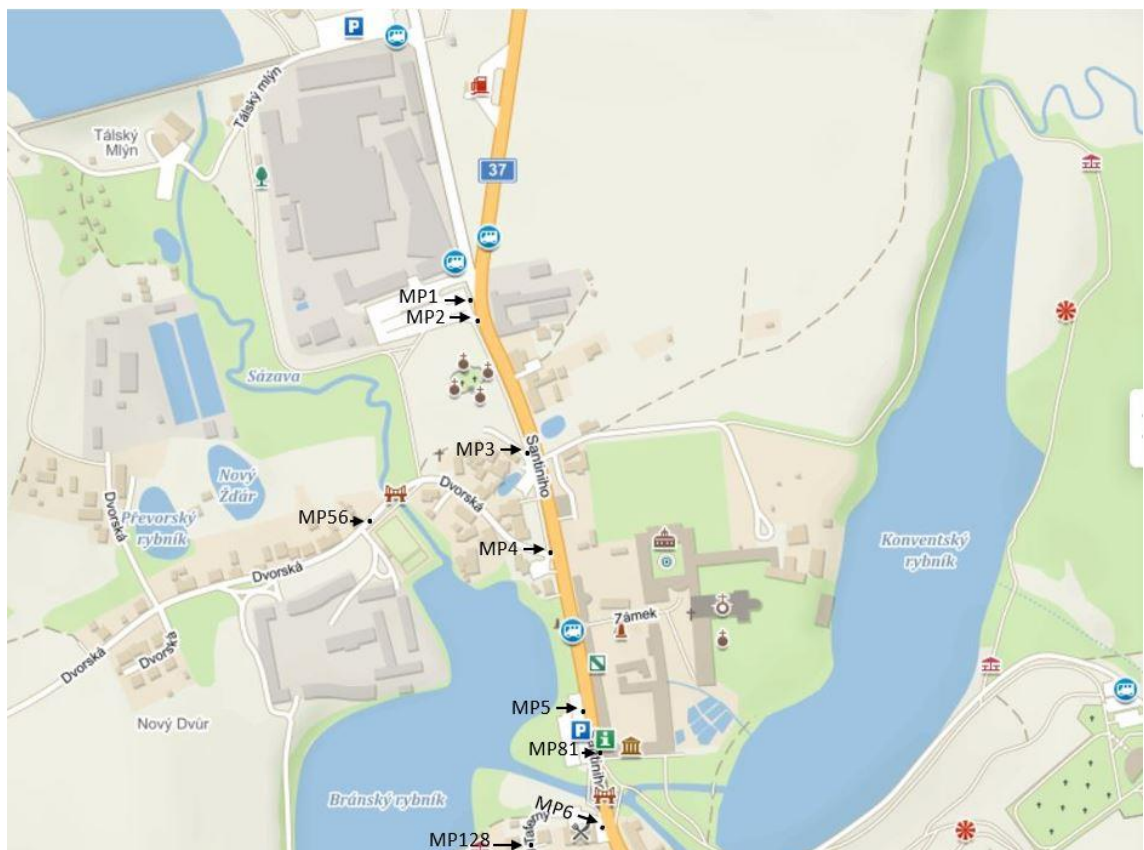 P
37
Tálský mlýn
Tálský
Mlýn
MP1
MP2
Sázava
MP3
Santiniho
Nový
Žďár
Převorský
rybník
Dvorská
Dvorská
MP56
MP4
Konventský
rybník
Dvorská
Zámek
Dvorská
Dvorská
MP5
Nový Dvůr
P
i
MP81
Bránský rybník
MP6
MP128